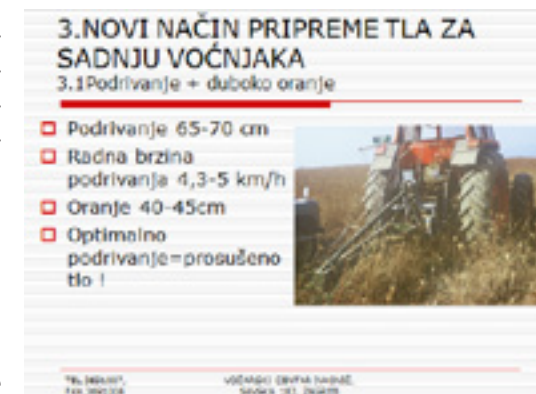 3.NOVI NAČIN PRIPREME TLA ZA
SADNJU VOĆNJAKA
3.1Podrivanje + duboko oranje
Podrivanje 65-70 cm
Radna brzina
podrivanja 4,3-5 km/h
Oranje 40-45cm
Optimalno
podrivanje=prosušeno
tlo !